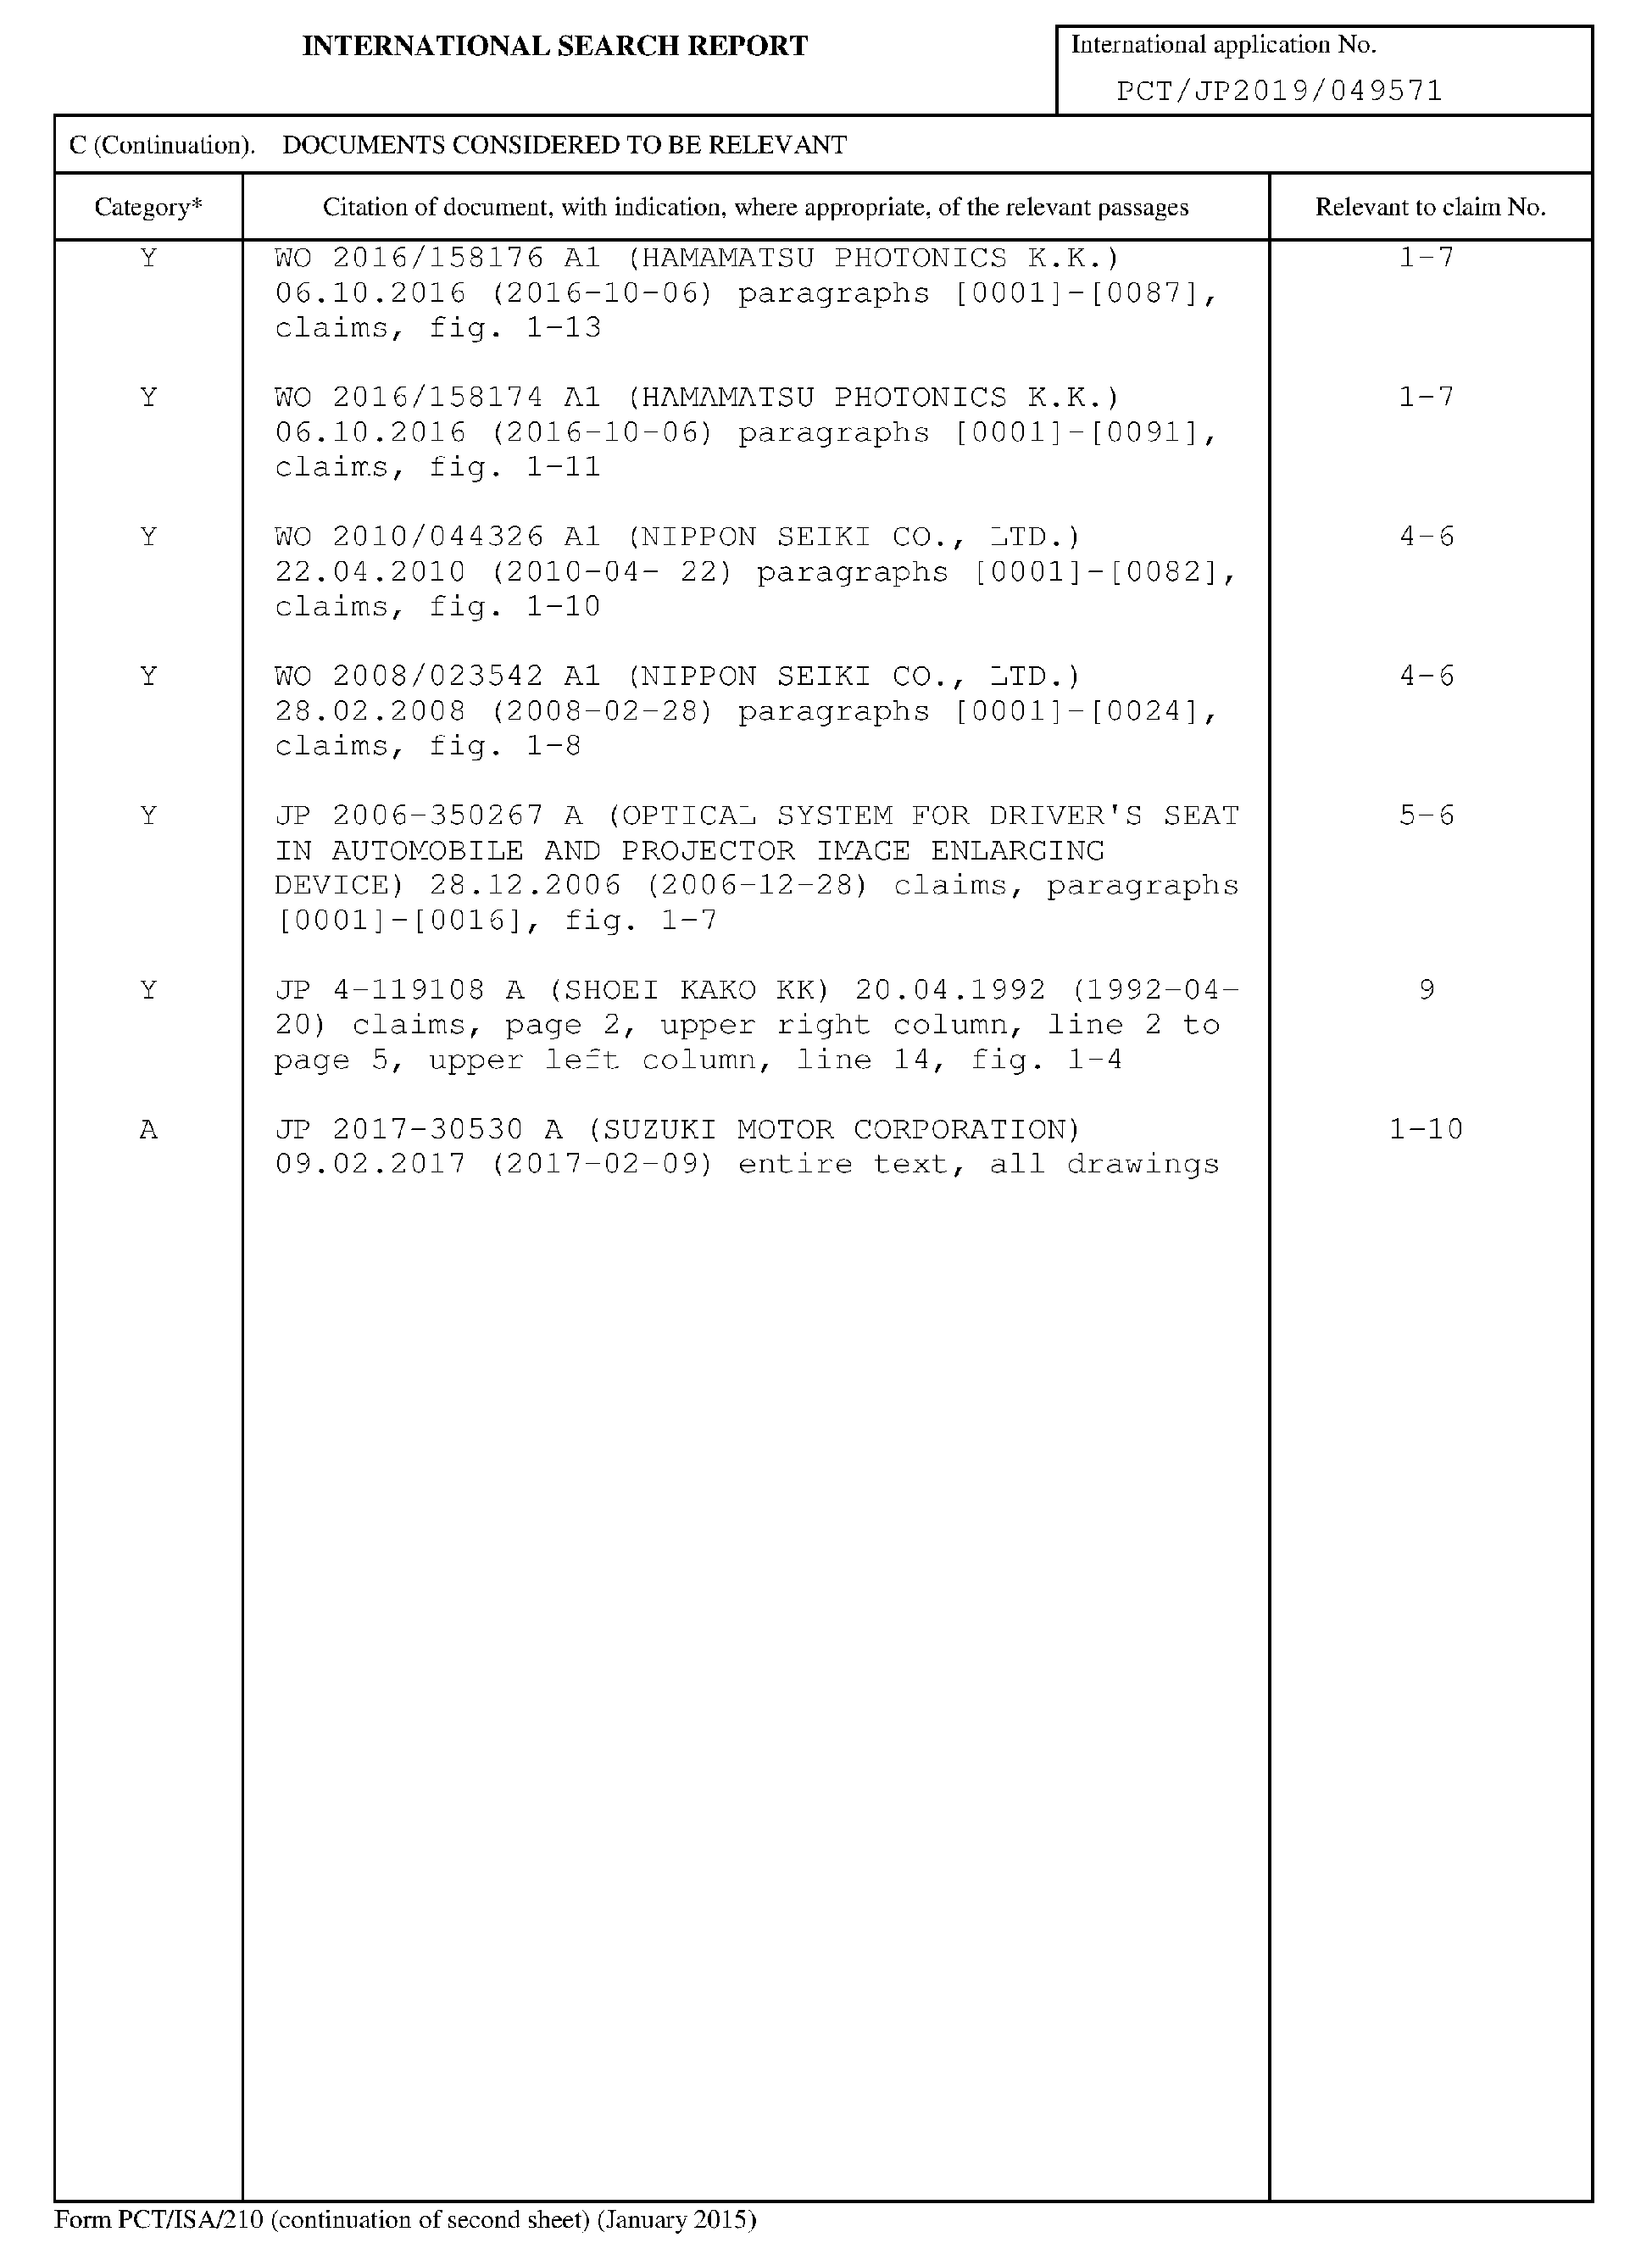 INTERNATIONAL SEARCH REPORT
International application No.
PCT/JP2019/049571
C (Continuation). DOCUMENTS CONSIDERED TO BE RELEVANT
Category* Citation of document, with indication, where appropriate, of the relevant passages Relevant to claim No.
Y WO 2016/158176 A1 (HAMAMATSU PHOTONICS K.K.) 1-7
06.10.2016 (2016-10-06) paragraphs [0001]-[0087],
claims, fig. 1-13
Y WO 2016/158174 A1 (HAMAMATSU PHOTONICS K.K.) 1-7
06.10.2016 (2016-10-06) paragraphs [0001]-[0091],
claims, fig. 1-11
Y WO 2010/044326 A1 (NIPPON SEIKI CO., LTD.) 4-6
22.04.2010 (2010-04- 22) paragraphs [0001]-[0082],
claims, fig. 1-10
Y WO 2008/023542 A1 (NIPPON SEIKI CO., LTD.) 4-6
28.02.2008 (2008-02-28) paragraphs [0001]-[0024],
claims, fig. 1-8
Y JP 2006-350267 A (OPTICAL SYSTEM FOR DRIVER'S SEAT 5-6
IN AUTOMOBILE AND PROJECTOR IMAGE ENLARGING
DEVICE) 28.12.2006 (2006-12-28) claims, paragraphs
[0001]-[0016], fig. 1-7
Y JP 4-119108 A (SHOEI KAKO KK) 20.04.1992 (1992-04- 9
20) claims, page 2, upper right column, line 2 to
page 5, upper left column, line 14, fig. 1-4
A JP 2017-30530 A (SUZUKI MOTOR CORPORATION) 1-10
09.02.2017 (2017-02-09) entire text, all drawings
Form PCT/ISA/210 (continuation of second sheet) (January 2015)